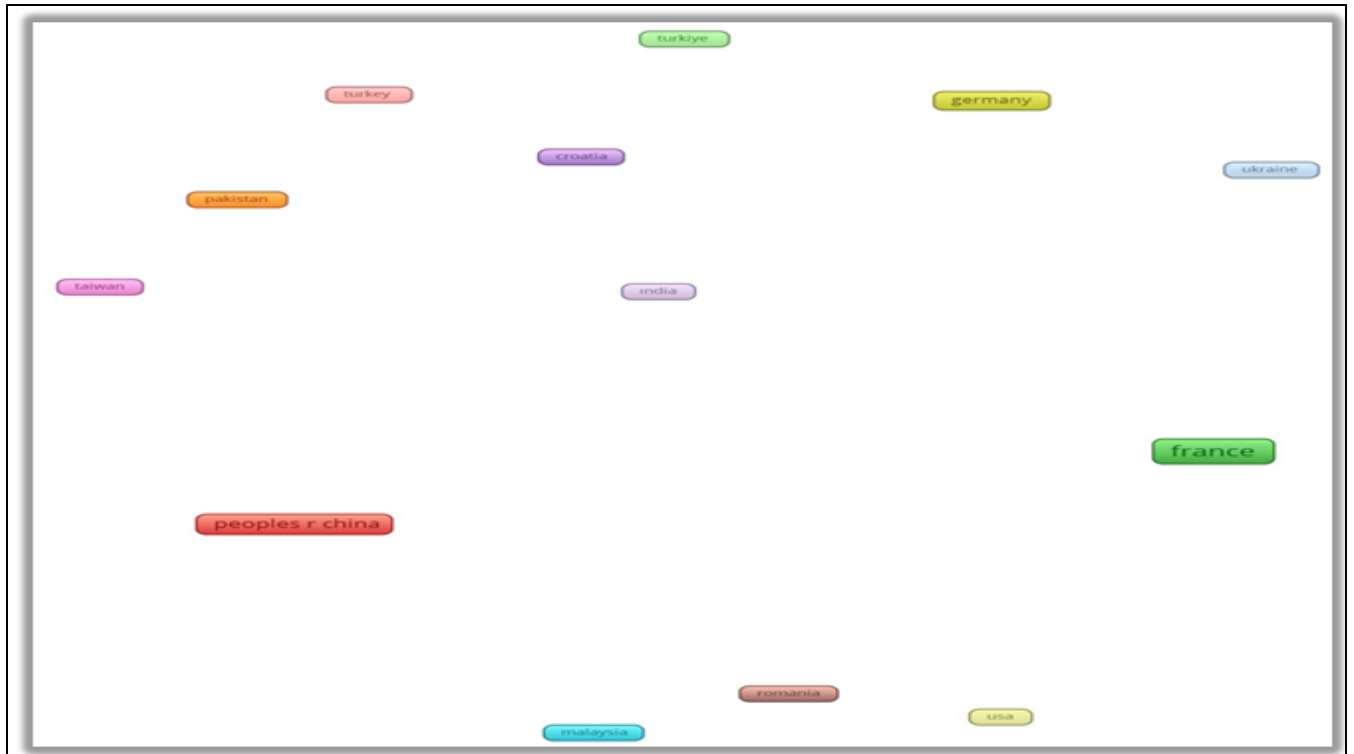 turkiye
turkey
germany
croatia
ukraine
pakistan
taiwan
india
france
peoples r china
romania
usa
malaysia